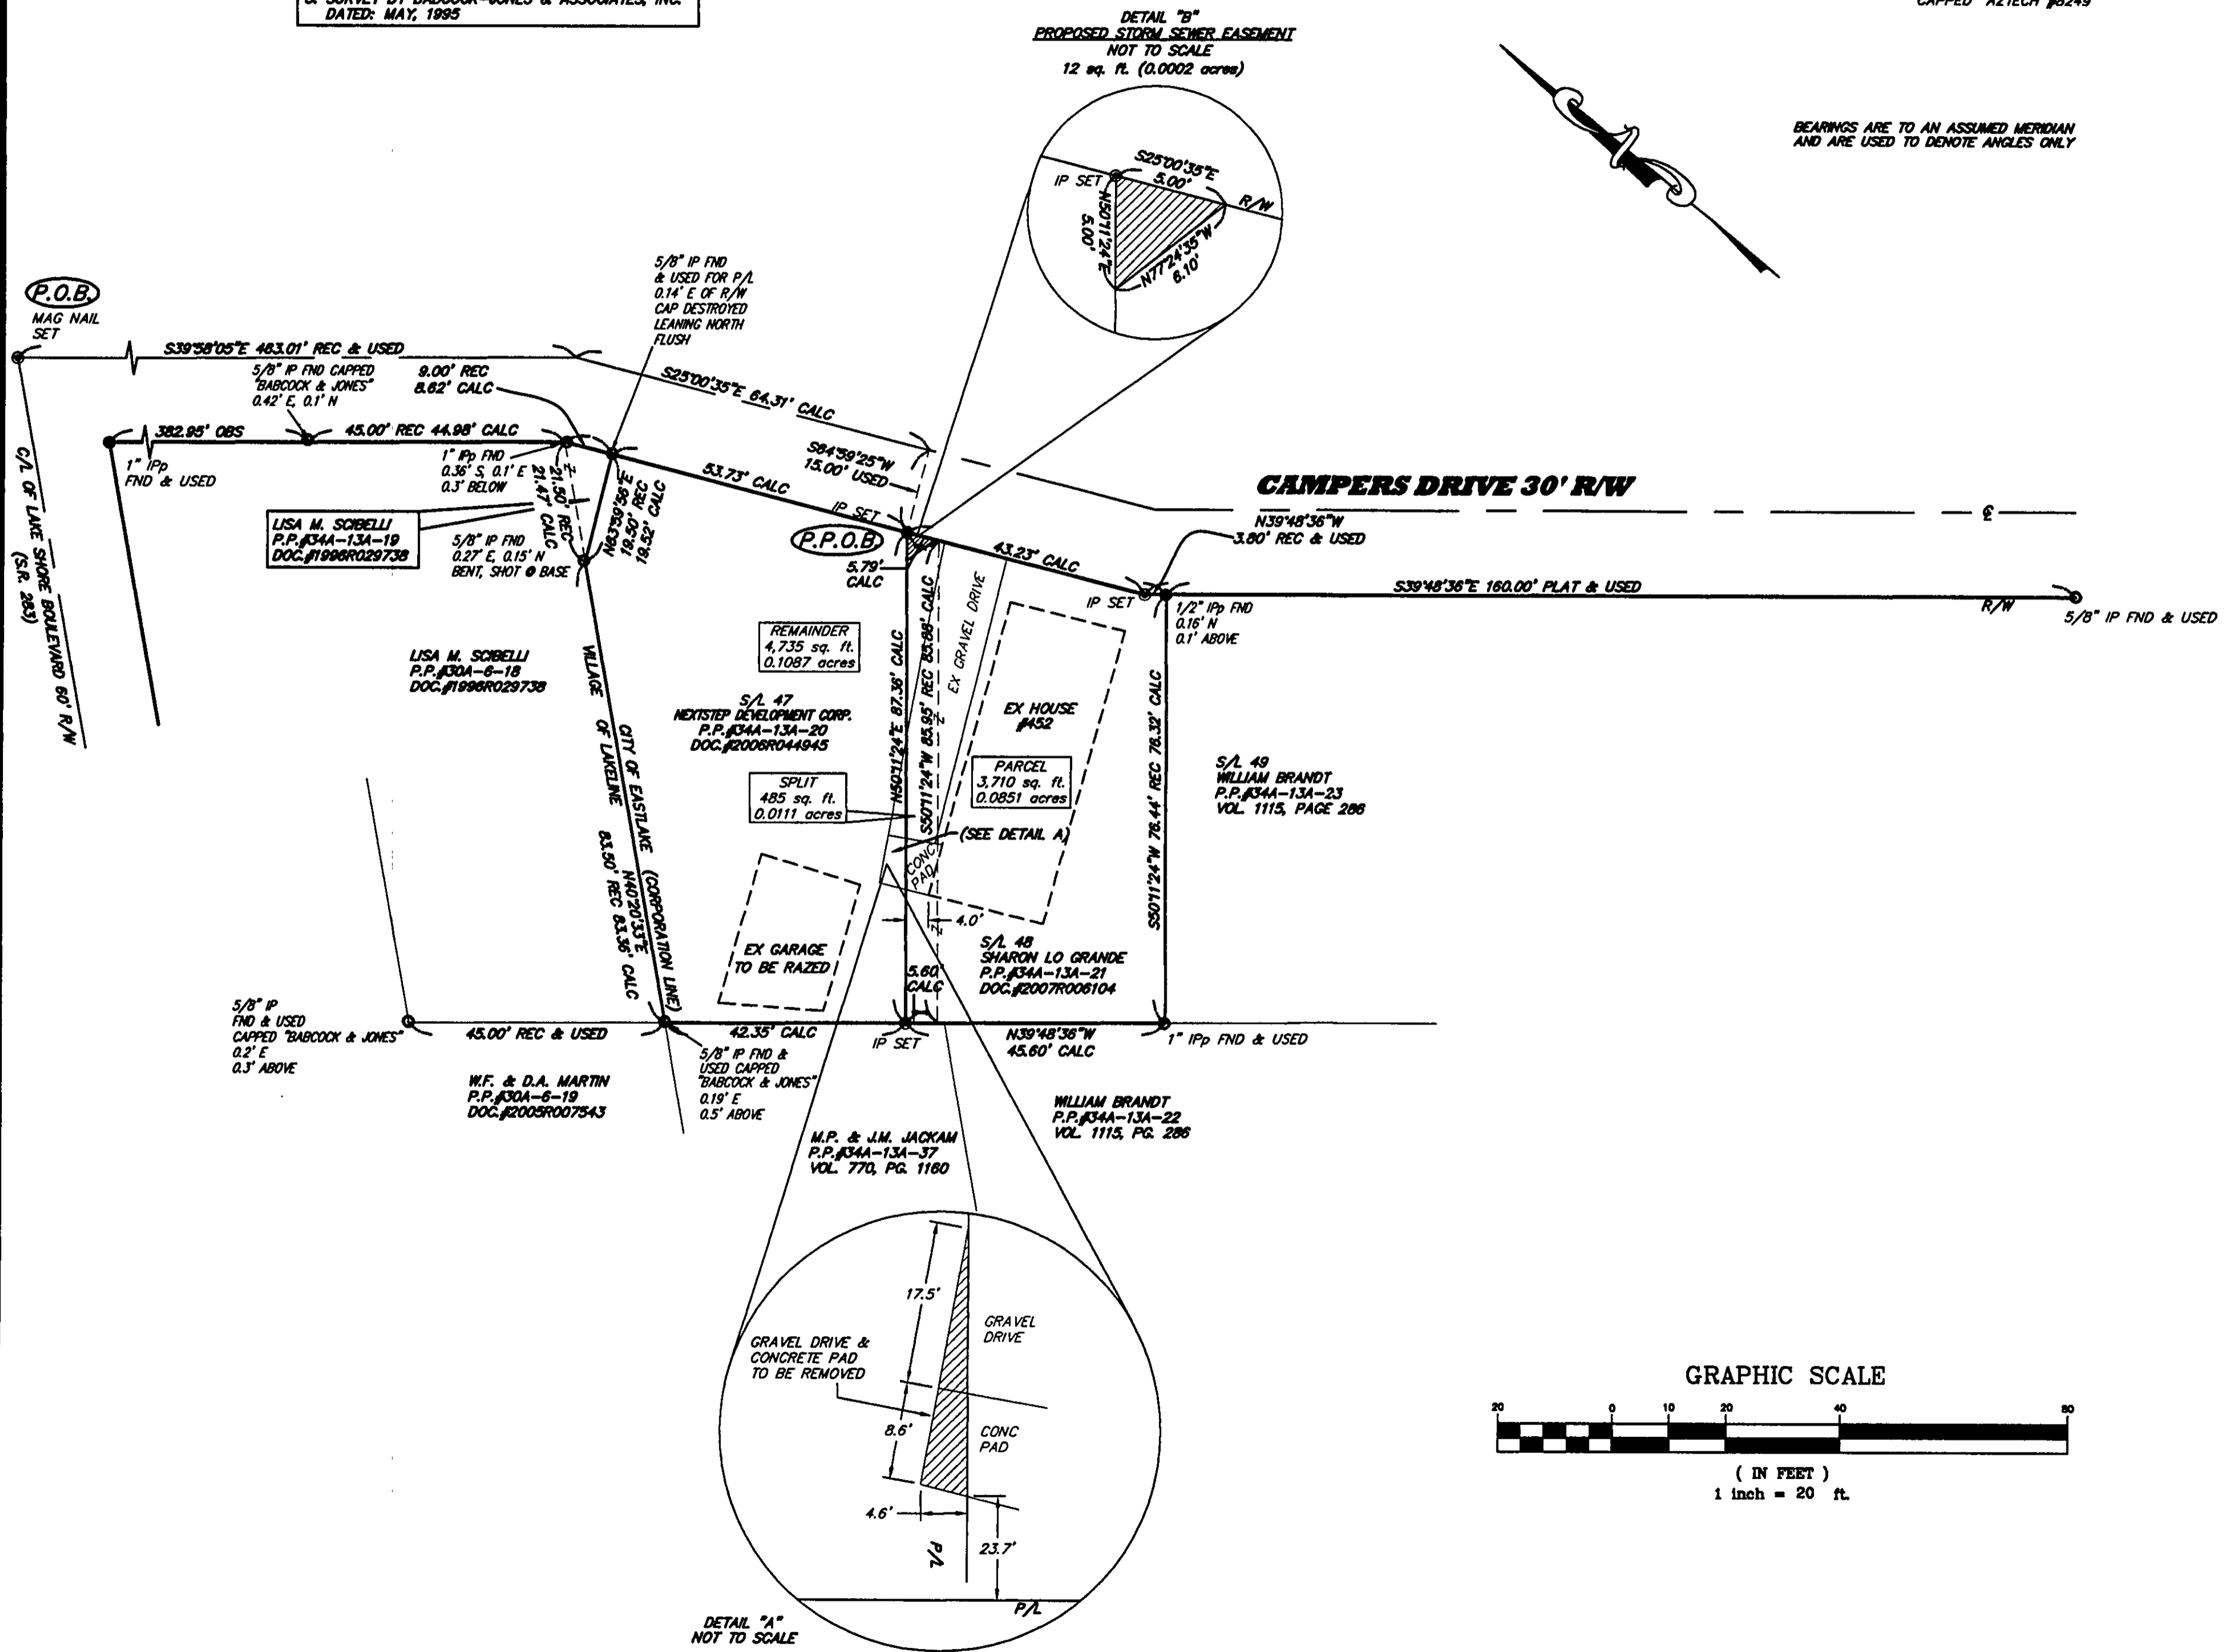 DATED: MAY, 1995
DETAIL "B"
PROPOSED STORM SEWER EASEMENT
NOT TO SCALE
12 sq. ft. (0.0002 acres)
BEARINGS ARE TO AN ASSUMED MERIDIAN
AND ARE USED TO DENOTE ANGLES ONLY
S25°00'35"E
5.00'
IP SET
R/W
N50°11'24"E
5.00'
N77°24'35"W
6.10'
P.O.B.
MAG NAIL
SET
5/8" IP FND
& USED FOR P/L
0.14' E OF R/W
CAP DESTROYED
LEANING NORTH
FLUSH
S39°58'05"E 463.01' REC & USED
5/8" IP FND CAPPED
"BABCOCK & JONES"
0.42' E, 0.1' N
9.00' REC
8.62' CALC
S25°00'35"E 64.31' CALC
382.95' OBS
45.00' REC 44.98' CALC
1" IPp
FND & USED
1" IPp FND
0.36' S, 0.1' E
0.3' BELOW
21.50' REC
21.47' CALC
N63°59'56"E
19.50' REC
19.52' CALC
53.73' CALC
S64°59'25"W
15.00' USED
IP SET
P.P.O.B.
CAMPERS DRIVE 30' R/W
N39°48'36"W
3.80' REC & USED
43.23' CALC
5.79'
CALC
IP SET
S39°48'36"E 160.00' PLAT & USED
R/W
5/8" IP FND & USED
1/2" IPp FND
0.16' N
0.1' ABOVE
C/L OF LAKE SHORE BOULEVARD 60' R/W
(S.R. 283)
LISA M. SCIBELLI
P.P.#34A-13A-19
DOC.#1996R029738
5/8" IP FND
0.27' E, 0.15' N
BENT, SHOT @ BASE
LISA M. SCIBELLI
P.P.#30A-6-18
DOC.#1996R029738
VILLAGE OF LAKELINE
CITY OF EASTLAKE (CORPORATION LINE)
N40°20'33"E
83.50' REC 83.36' CALC
REMAINDER
4,735 sq. ft.
0.1087 acres
S/L 47
NEXTSTEP DEVELOPMENT CORP.
P.P.#34A-13A-20
DOC.#2006R044945
SPLIT
485 sq. ft.
0.0111 acres
N50°11'24"E 87.36' CALC
S50°11'24"W 85.95' REC 85.88' CALC
EX GRAVEL DRIVE
EX HOUSE
#452
PARCEL
3,710 sq. ft.
0.0851 acres
(SEE DETAIL A)
CONC
PAD
4.0'
S50°11'24"W 76.44' REC 76.32' CALC
S/L 49
WILLIAM BRANDT
P.P.#34A-13A-23
VOL. 1115, PAGE 286
EX GARAGE
TO BE RAZED
S/L 48
SHARON LO GRANDE
P.P.#34A-13A-21
DOC.#2007R006104
5.60'
CALC
5/8" IP
FND & USED
CAPPED "BABCOCK & JONES"
0.2' E
0.3' ABOVE
45.00' REC & USED
42.35' CALC
IP SET
N39°48'36"W
45.60' CALC
1" IPp FND & USED
5/8" IP FND &
USED CAPPED
"BABCOCK & JONES"
0.19' E
0.5' ABOVE
W.F. & D.A. MARTIN
P.P.#30A-6-19
DOC.#2005R007543
M.P. & J.M. JACKAM
P.P.#34A-13A-37
VOL. 770, PG. 1160
WILLIAM BRANDT
P.P.#34A-13A-22
VOL. 1115, PG. 286
17.5'
GRAVEL
DRIVE
GRAVEL DRIVE &
CONCRETE PAD
TO BE REMOVED
8.6'
CONC
PAD
4.6'
P/L
23.7'
P/L
DETAIL "A"
NOT TO SCALE
GRAPHIC SCALE
20 0 10 20 40 80
( IN FEET )
1 inch = 20 ft.